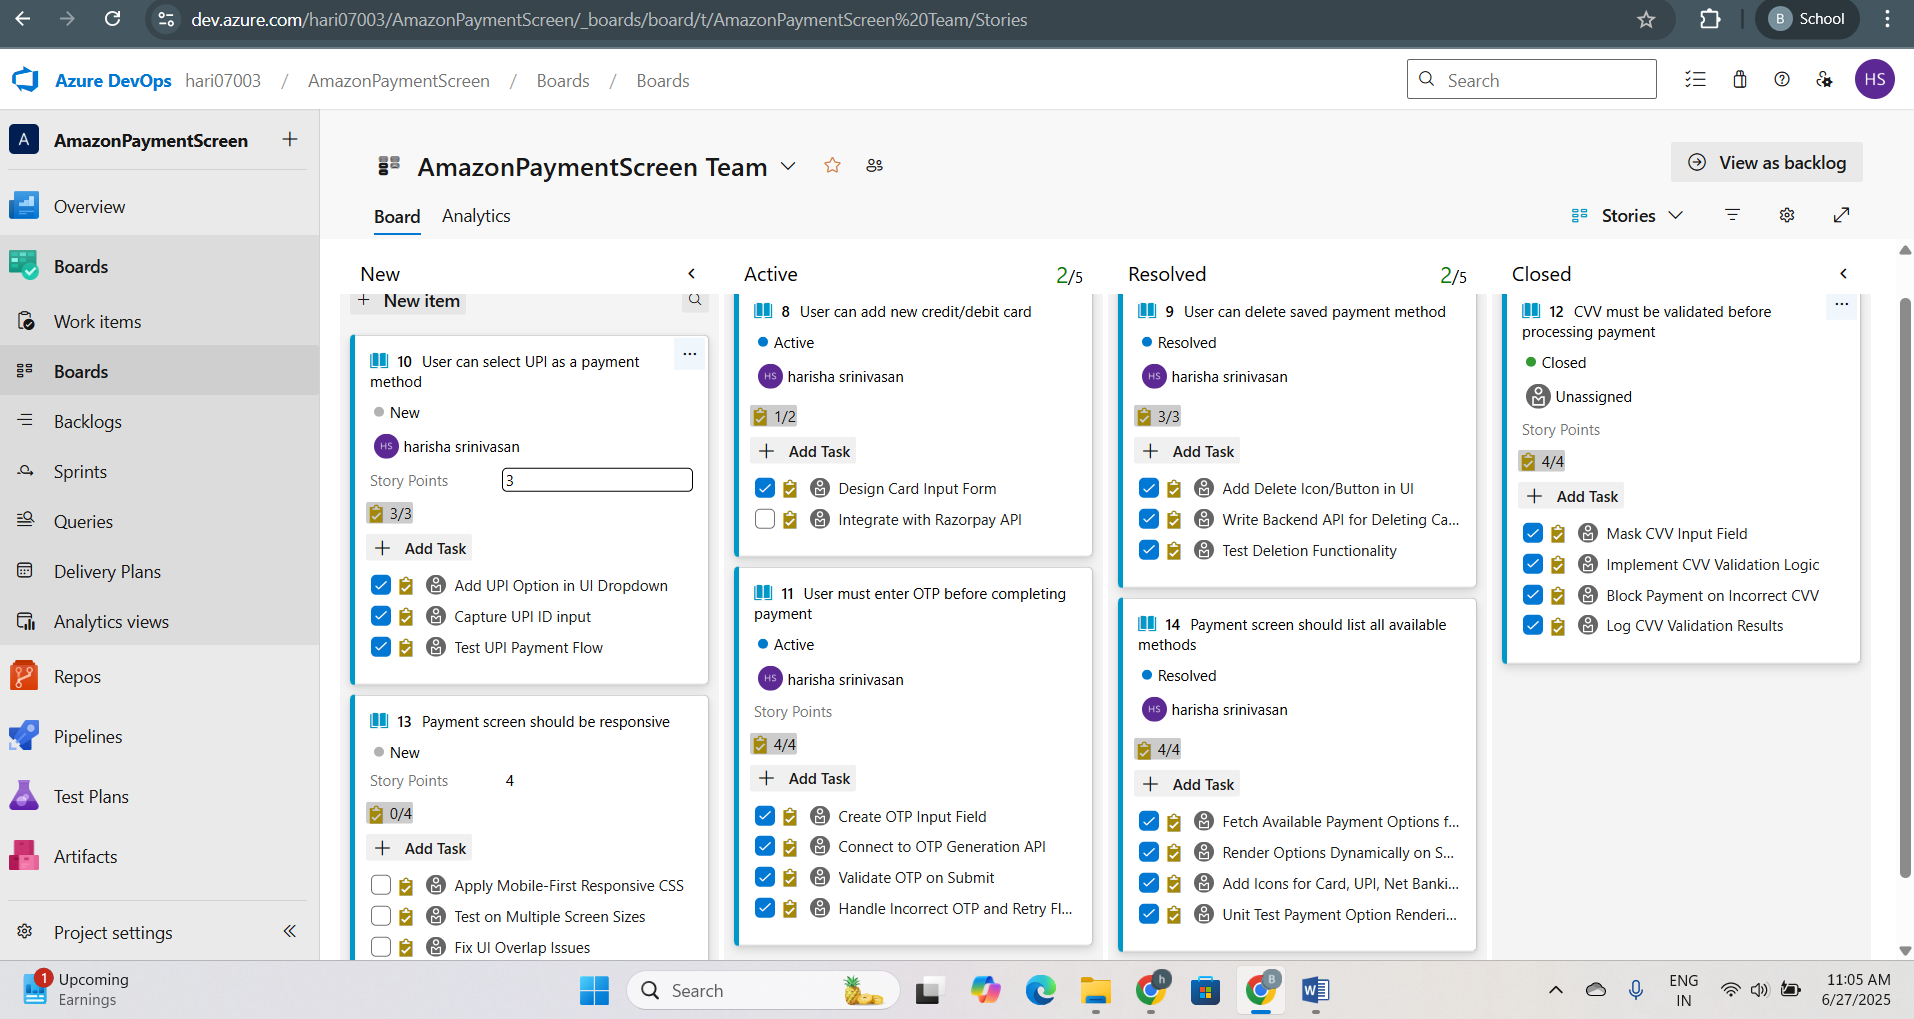 dev.azure.com/hari07003/AmazonPaymentScreen/_boards/board/t/AmazonPaymentScreen%20Team/Stories
B School
Azure DevOps hari07003 / AmazonPaymentScreen / Boards / Boards
Search
HS
A AmazonPaymentScreen
Overview
Boards
Work items
Boards
Backlogs
Sprints
Queries
Delivery Plans
Analytics views
Repos
Pipelines
Test Plans
Artifacts
Project settings
AmazonPaymentScreen Team
View as backlog
Board Analytics
Stories
New
New item
10 User can select UPI as a payment
method
New
HS harisha srinivasan
Story Points 3
3/3
Add Task
Add UPI Option in UI Dropdown
Capture UPI ID input
Test UPI Payment Flow
13 Payment screen should be responsive
New
Story Points 4
0/4
Add Task
Apply Mobile-First Responsive CSS
Test on Multiple Screen Sizes
Fix UI Overlap Issues
Active 2/5
8 User can add new credit/debit card
Active
HS harisha srinivasan
1/2
Add Task
Design Card Input Form
Integrate with Razorpay API
11 User must enter OTP before completing
payment
Active
HS harisha srinivasan
Story Points
4/4
Add Task
Create OTP Input Field
Connect to OTP Generation API
Validate OTP on Submit
Handle Incorrect OTP and Retry Fl...
Resolved 2/5
9 User can delete saved payment method
Resolved
HS harisha srinivasan
3/3
Add Task
Add Delete Icon/Button in UI
Write Backend API for Deleting Ca...
Test Deletion Functionality
14 Payment screen should list all available
methods
Resolved
HS harisha srinivasan
4/4
Add Task
Fetch Available Payment Options f...
Render Options Dynamically on S...
Add Icons for Card, UPI, Net Banki...
Unit Test Payment Option Renderi...
Closed
12 CVV must be validated before
processing payment
Closed
Unassigned
Story Points
4/4
Add Task
Mask CVV Input Field
Implement CVV Validation Logic
Block Payment on Incorrect CVV
Log CVV Validation Results
1 Upcoming
Earnings
Search
h
B
W
ENG
IN
11:05 AM
6/27/2025